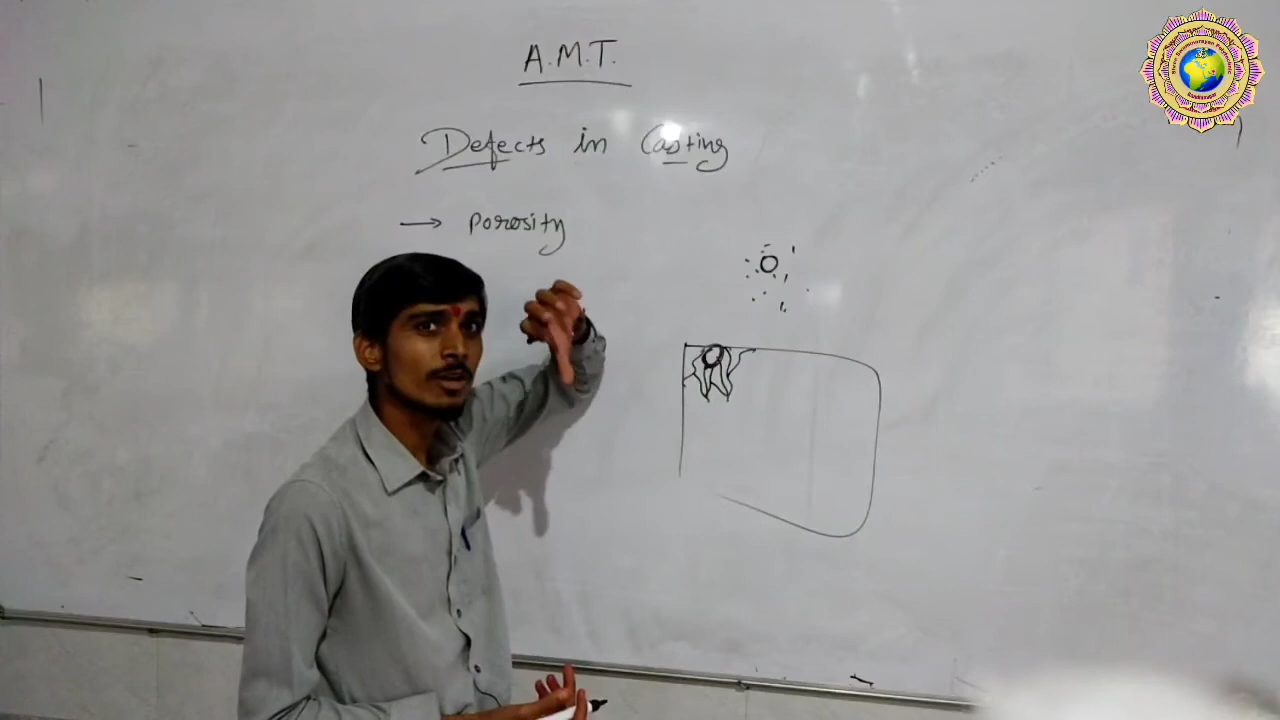 A.M.T.
Defects in Casting
→ Porosity